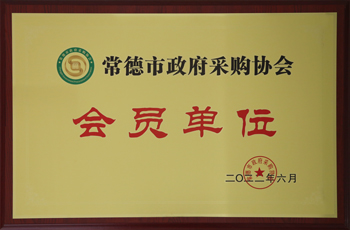 常德市政府采购协会
会员单位
二〇二二年六月